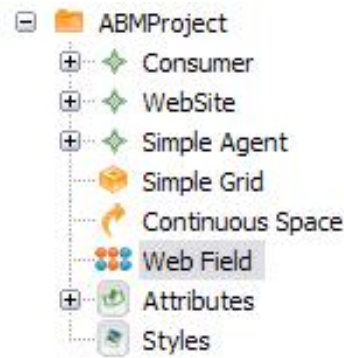 ABMProject
Consumer
WebSite
Simple Agent
Simple Grid
Continuous Space
Web Field
Attributes
Styles